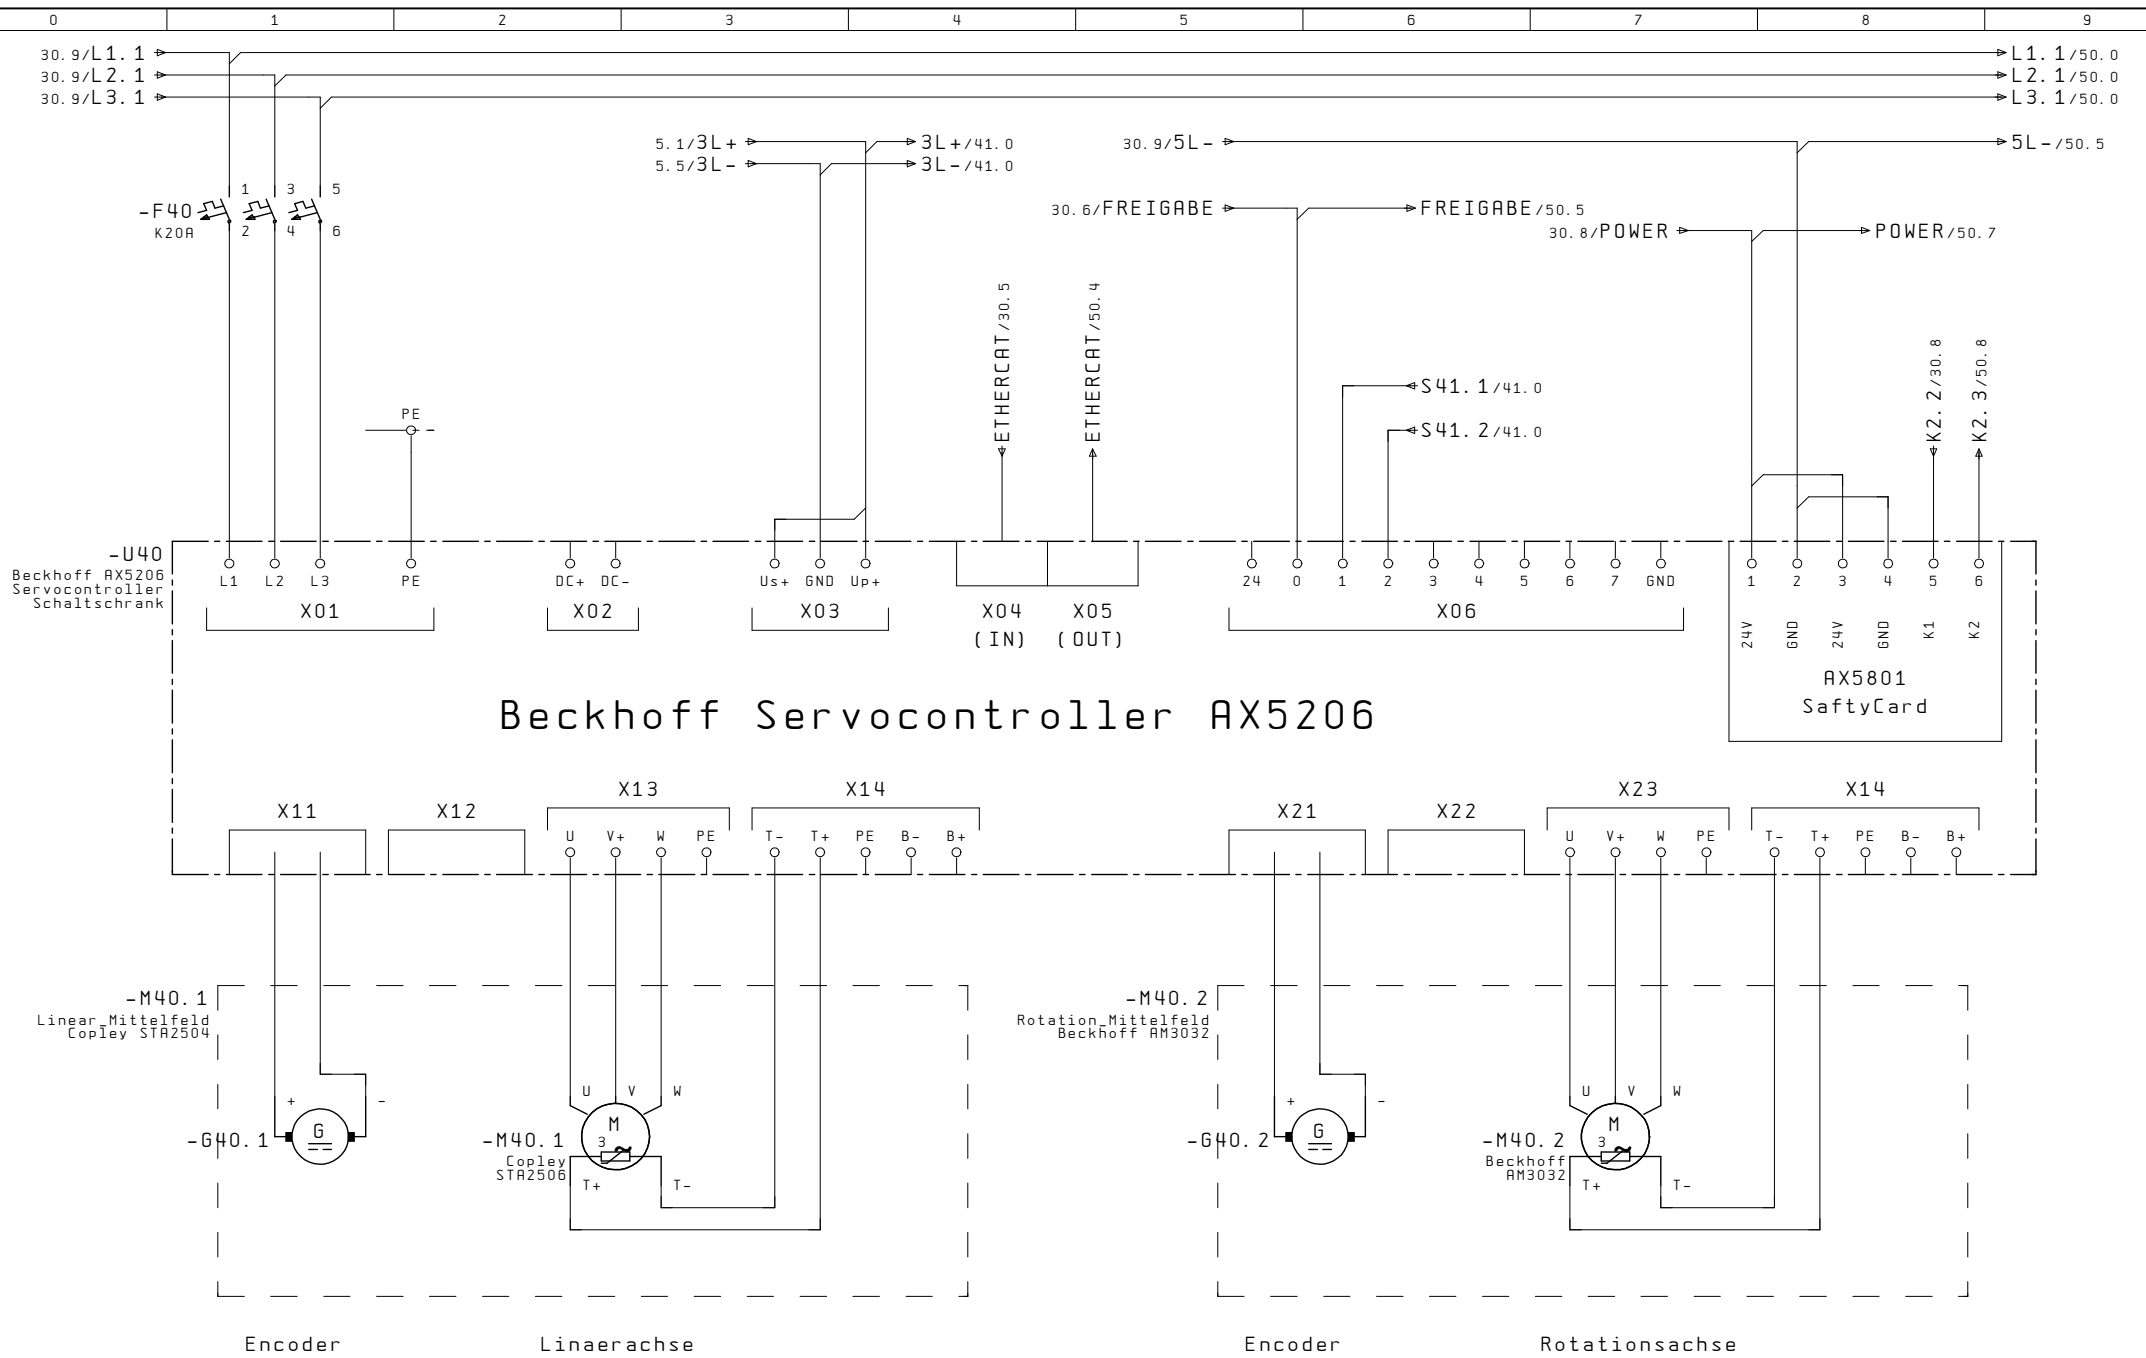 0 1 2 3 4 5 6 7 8 9
30.9/L1.1 L1.1/50.0
30.9/L2.1 L2.1/50.0
30.9/L3.1 L3.1/50.0
5.1/3L+ 3L+/41.0 30.9/5L- 5L-/50.5
5.5/3L- 3L-/41.0
1 3 5
-F40 30.6/FREIGABE FREIGABE/50.5
K20A 2 4 6 30.8/POWER POWER/50.7
ETHERCAT/30.5
ETHERCAT/50.4
K2.2/30.8
K2.3/50.8
S41.1/41.0
PE
S41.2/41.0
-U40
Beckhoff AX5206
Servocontroller
Schaltschrank
L1 L2 L3 PE DC+ DC- Us+ GND Up+ 24 0 1 2 3 4 5 6 7 GND 1 2 3 4 5 6
X01 X02 X03 X04 X05 X06
(IN) (OUT)
24V GND 24V GND K1 K2
AX5801
SaftyCard
Beckhoff Servocontroller AX5206
X13 X14 X23 X14
X11 X12 X21 X22
U V+ W PE T- T+ PE B- B+ U V+ W PE T- T+ PE B- B+
-M40.1
Linear_Mittelfeld
Copley STA2504
-M40.2
Rotation_Mittelfeld
Beckhoff AM3032
+ - U V W + - U V W
-G40.1 G
-M40.1 M
3
Copley
STA2506
T+ T-
-G40.2 G
-M40.2 M
3
Beckhoff
AM3032
T+ T-
Encoder Linaerachse Encoder Rotationsachse